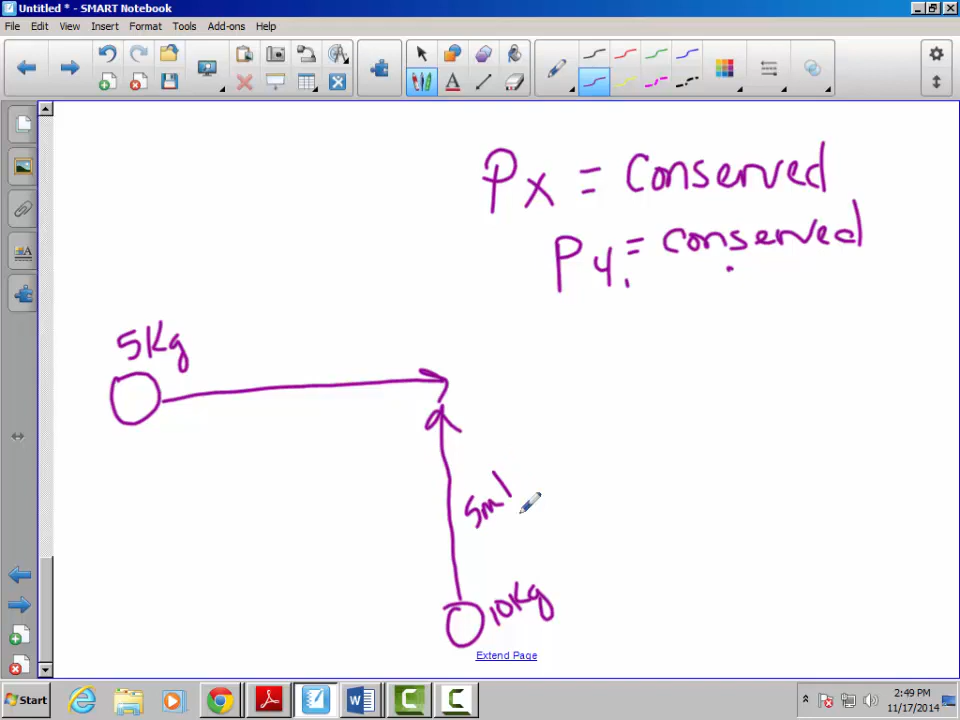 Untitled * - SMART Notebook
File Edit View Insert Format Tools Add-ons Help
Px = Conserved
Py = conserved
5Kg
5m/
10Kg
Extend Page
Start
2:49 PM
11/17/2014